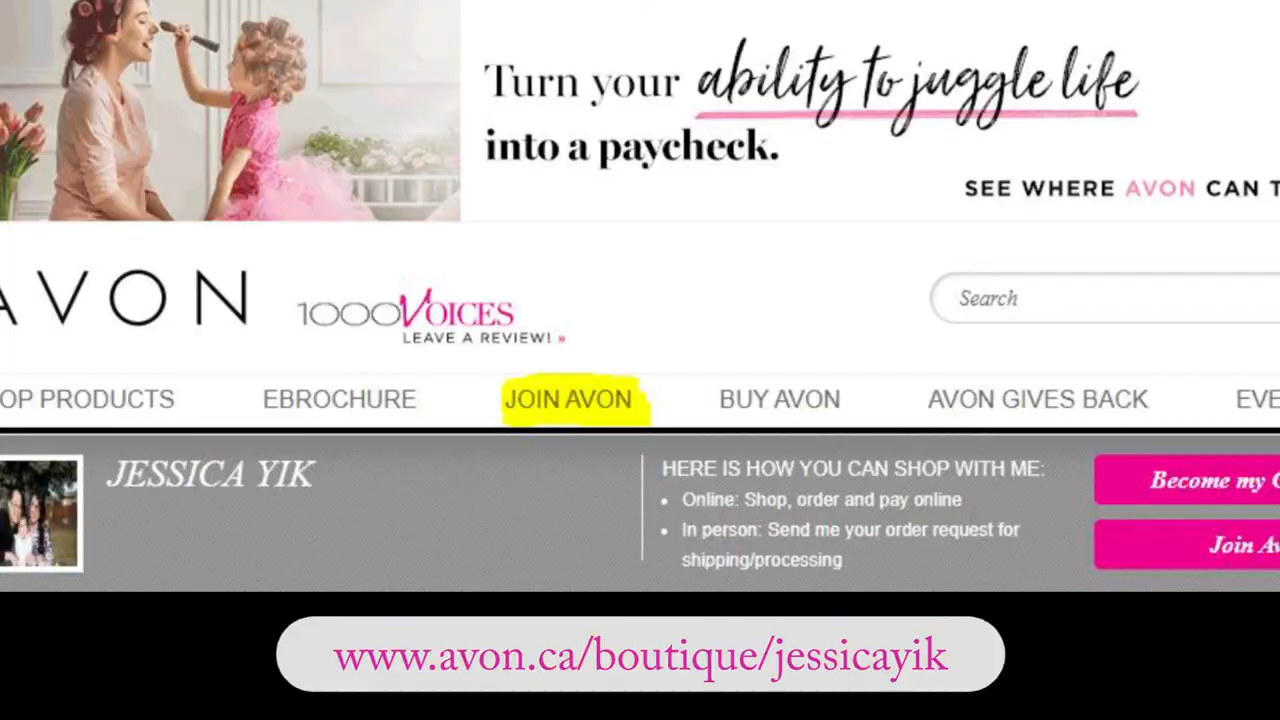 Turn your ability to juggle life
into a paycheck.
SEE WHERE AVON CAN
AVON
1000 VOICES
LEAVE A REVIEW! »
Search
OP PRODUCTS EBROCHURE JOIN AVON BUY AVON AVON GIVES BACK EVE
JESSICA YIK
HERE IS HOW YOU CAN SHOP WITH ME:
• Online: Shop, order and pay online
• In person: Send me your order request for
shipping/processing
Become my
Join Av
www.avon.ca/boutique/jessicayik